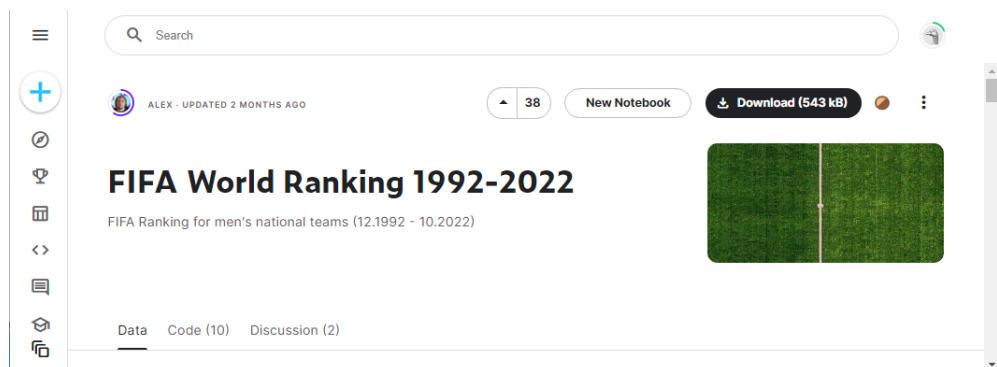 Search
ALEX · UPDATED 2 MONTHS AGO
38
New Notebook
Download (543 kB)
FIFA World Ranking 1992-2022
FIFA Ranking for men's national teams (12.1992 - 10.2022)
Data
Code (10)
Discussion (2)